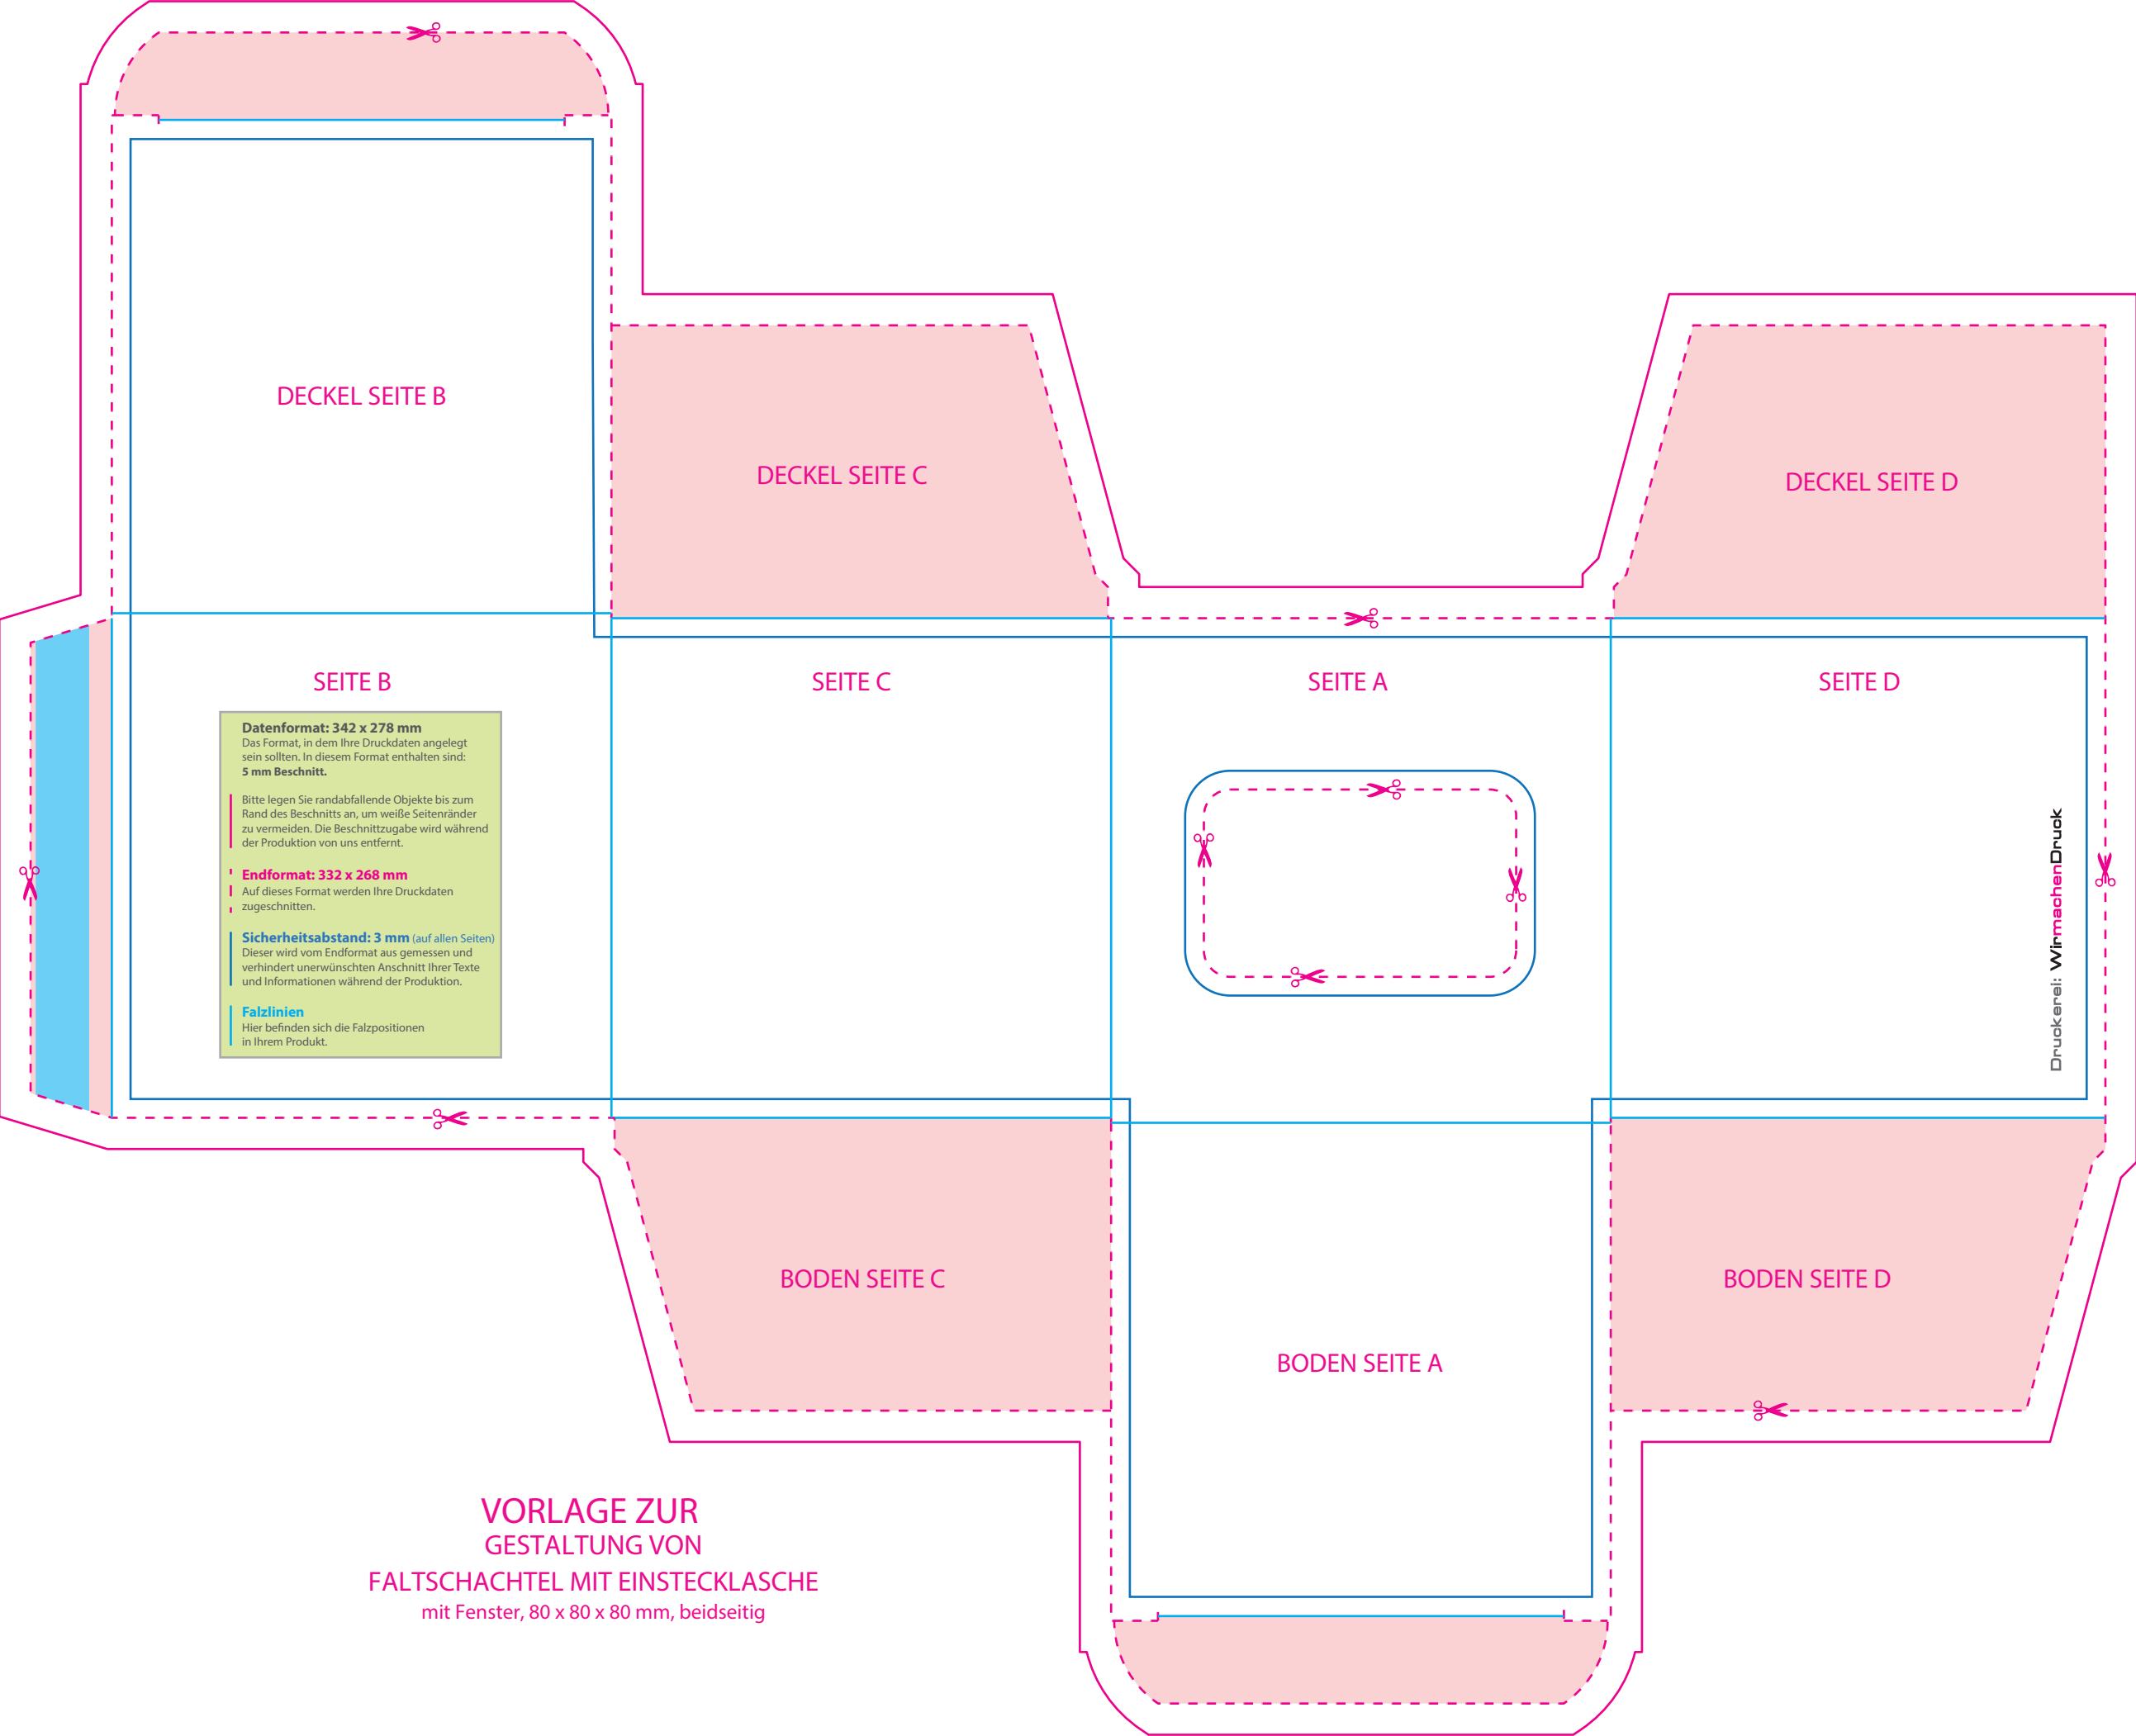 DECKEL SEITE B
DECKEL SEITE C
DECKEL SEITE D
SEITE B
SEITE C
SEITE A
SEITE D
Datenformat: 342 x 278 mm
Das Format, in dem Ihre Druckdaten angelegt
sein sollten. In diesem Format enthalten sind:
5 mm Beschnitt.
Bitte legen Sie randabfallende Objekte bis zum
Rand des Beschnitts an, um weiße Seitenränder
zu vermeiden. Die Beschnittzugabe wird während
der Produktion von uns entfernt.
Endformat: 332 x 268 mm
Auf dieses Format werden Ihre Druckdaten
zugeschnitten.
Sicherheitsabstand: 3 mm (auf allen Seiten)
Dieser wird vom Endformat aus gemessen und
verhindert unerwünschten Anschnitt Ihrer Texte
und Informationen während der Produktion.
Falzlinien
Hier befinden sich die Falzpositionen
in Ihrem Produkt.
Druckerei: WirmachenDruck
BODEN SEITE C
BODEN SEITE D
BODEN SEITE A
VORLAGE ZUR
GESTALTUNG VON
FALTSCHACHTEL MIT EINSTECKLASCHE
mit Fenster, 80 x 80 x 80 mm, beidseitig